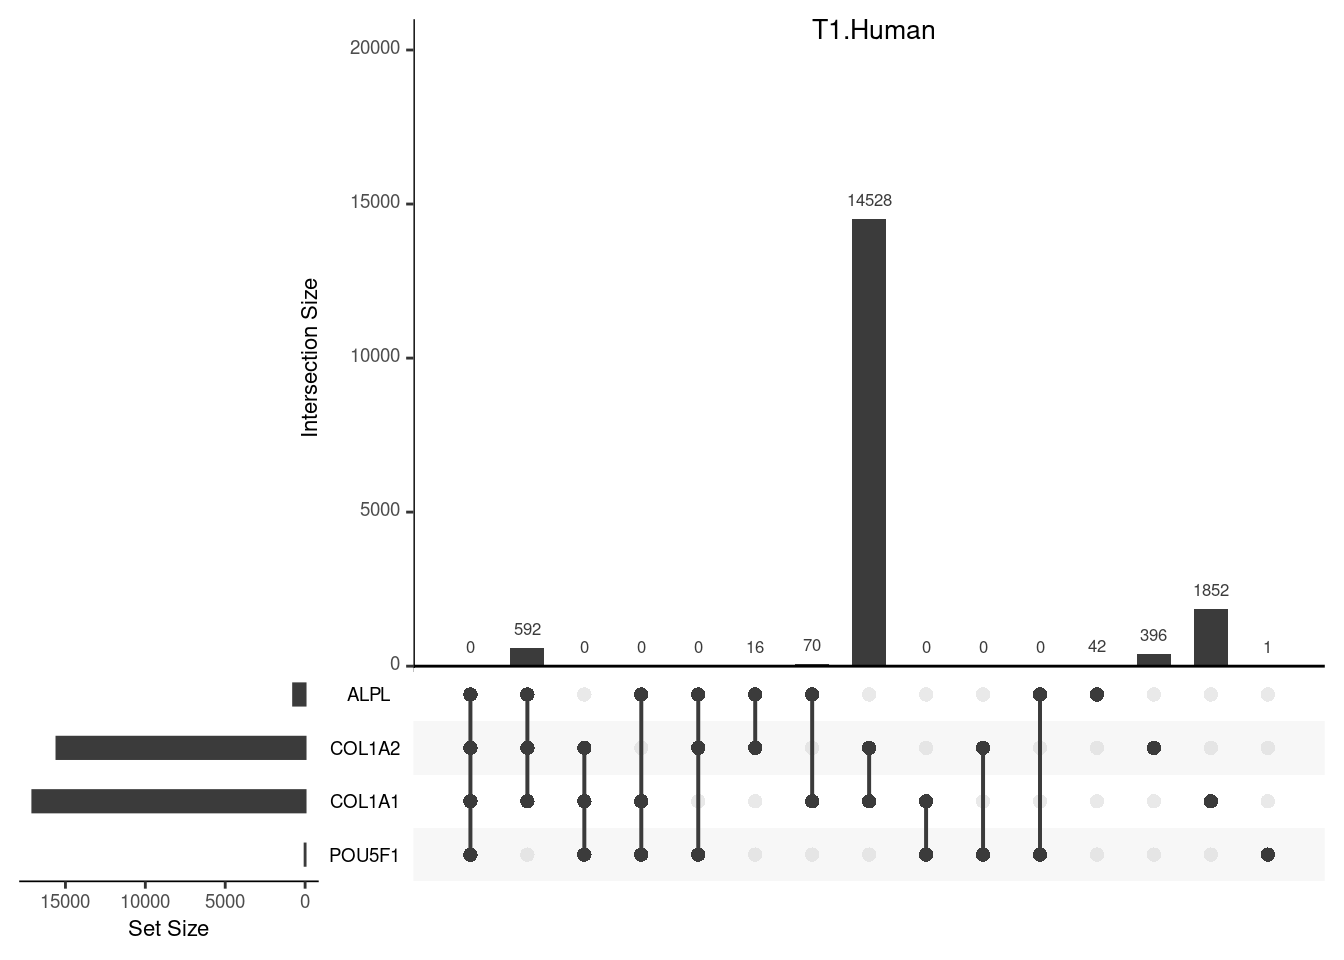 T1.Human
20000
15000
10000
5000
0
Intersection Size
0 592 0 0 0 16 70 14528 0 0 0 42 396 1852 1
ALPL
COL1A2
COL1A1
POU5F1
15000 10000 5000 0
Set Size